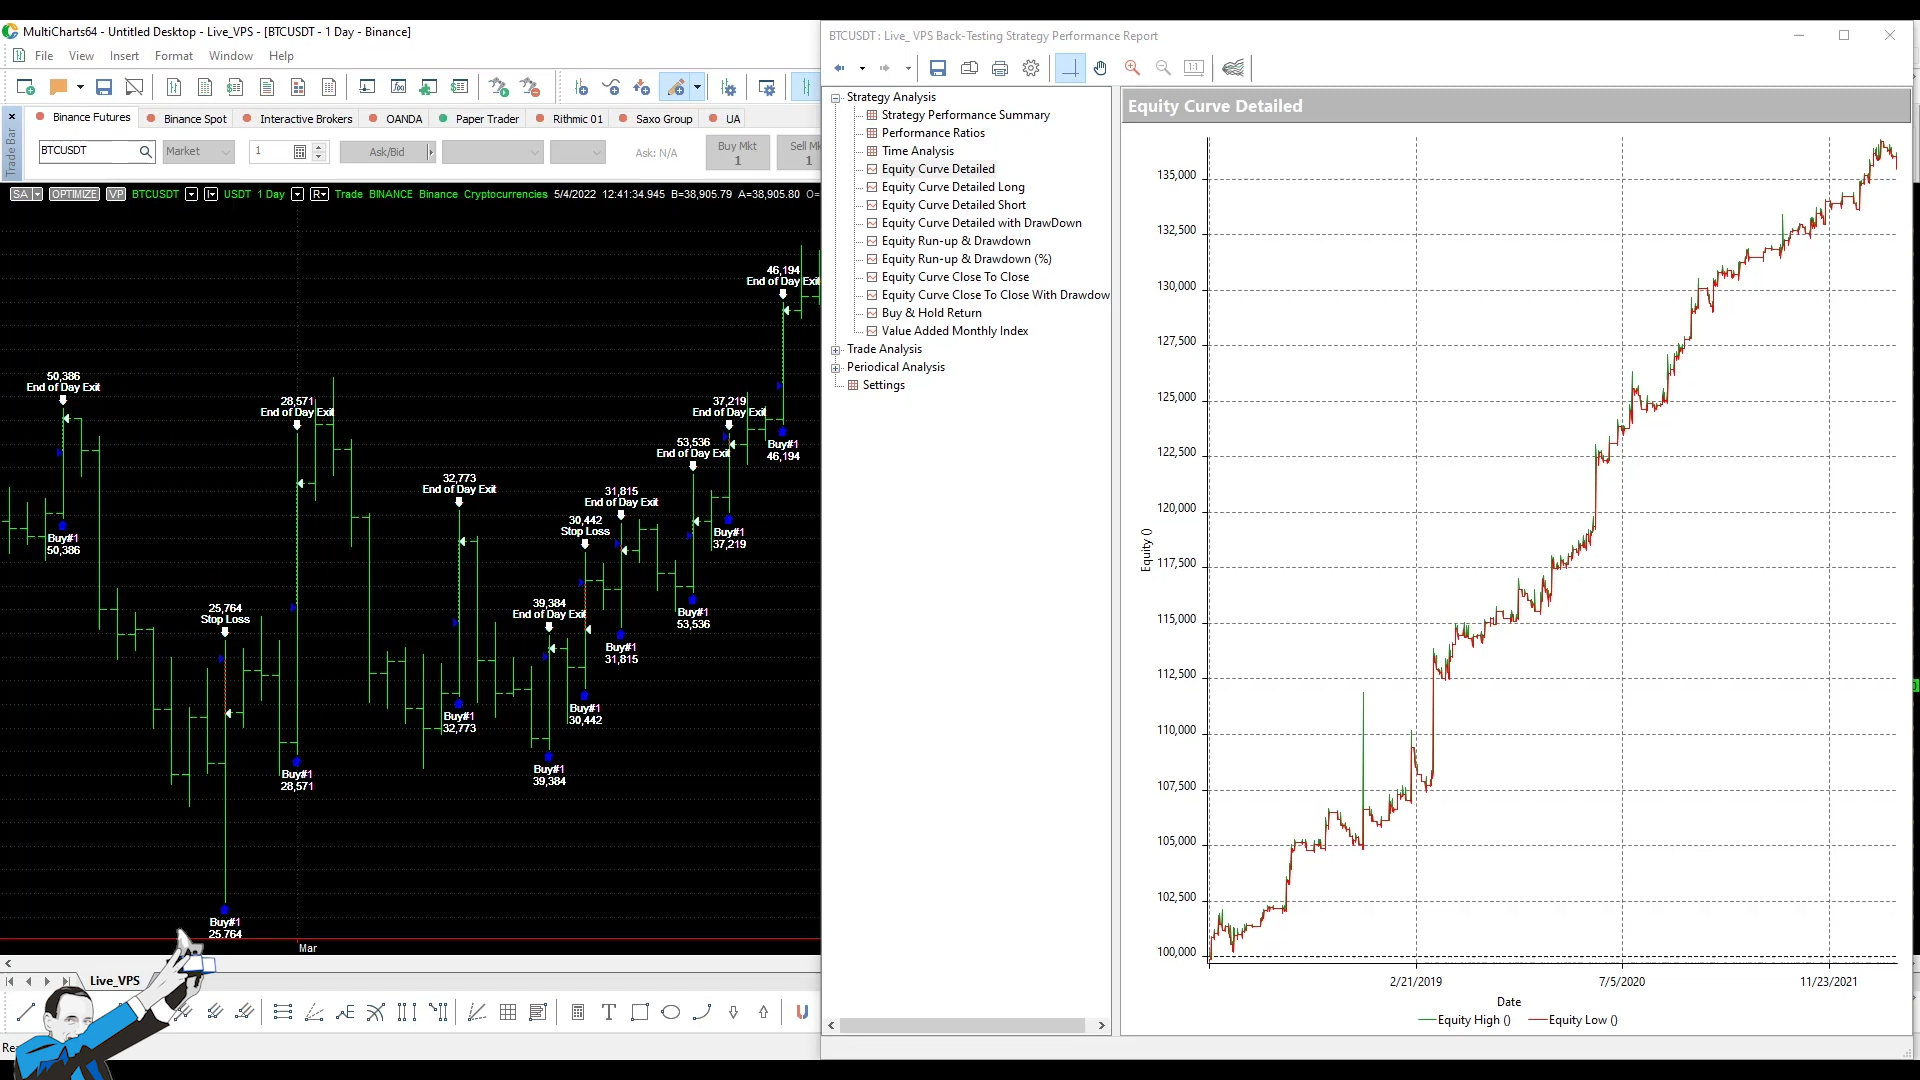 MultiCharts64 - Untitled Desktop - Live_VPS - [BTCUSDT - 1 Day - Binance]
File View Insert Format Window Help
Binance Futures Binance Spot Interactive Brokers OANDA Paper Trader Rithmic 01 Saxo Group UA
Trade Bar
BTCUSDT Market 1 Ask/Bid Ask: N/A Buy Mkt 1 Sell Mk 1
SA OPTIMIZE VP BTCUSDT I USDT 1 Day R Trade BINANCE Binance Cryptocurrencies 5/4/2022 12:41:34.945 B=38,905.79 A=38,905.80 O=
46,194
End of Day Exit
50,386
End of Day Exit
28,571
End of Day Exit
37,219
End of Day Exit
Buy#1
46,194
53,536
End of Day Exit
32,773
End of Day Exit
31,815
End of Day Exit
30,442
Stop Loss
Buy#1
50,386
Buy#1
37,219
25,764
Stop Loss
39,384
End of Day Exit
Buy#1
53,536
Buy#1
31,815
Buy#1
32,773
Buy#1
30,442
Buy#1
28,571
Buy#1
39,384
Buy#1
25,764
Mar
Live_VPS
Re
BTCUSDT : Live_ VPS Back-Testing Strategy Performance Report
1:1
Strategy Analysis
Strategy Performance Summary
Performance Ratios
Time Analysis
Equity Curve Detailed
Equity Curve Detailed Long
Equity Curve Detailed Short
Equity Curve Detailed with DrawDown
Equity Run-up & Drawdown
Equity Run-up & Drawdown (%)
Equity Curve Close To Close
Equity Curve Close To Close With Drawdow
Buy & Hold Return
Value Added Monthly Index
Trade Analysis
Periodical Analysis
Settings
Equity Curve Detailed
135,000
132,500
130,000
127,500
125,000
122,500
120,000
117,500
115,000
112,500
110,000
107,500
105,000
102,500
100,000
Equity ()
2/21/2019 7/5/2020 11/23/2021
Date
Equity High () Equity Low ()